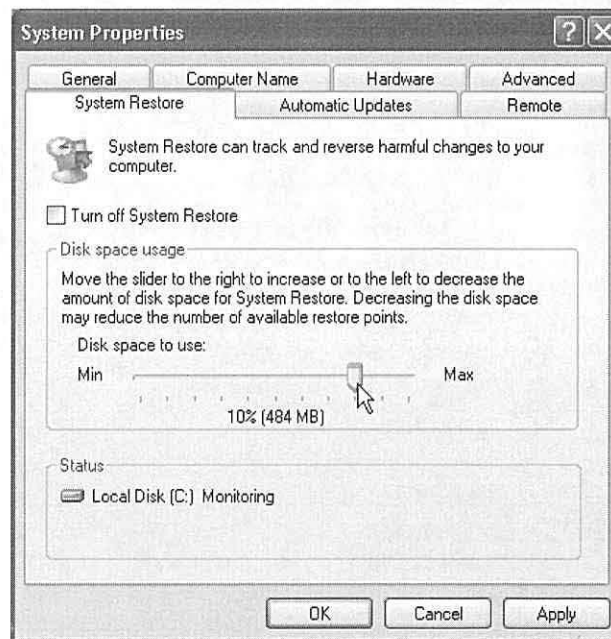 System Properties
General Computer Name Hardware Advanced
System Restore Automatic Updates Remote
System Restore can track and reverse harmful changes to your
computer.
Turn off System Restore
Disk space usage
Move the slider to the right to increase or to the left to decrease the
amount of disk space for System Restore. Decreasing the disk space
may reduce the number of available restore points.
Disk space to use:
Min Max
10% (484 MB)
Status
Local Disk (C:) Monitoring
OK Cancel Apply